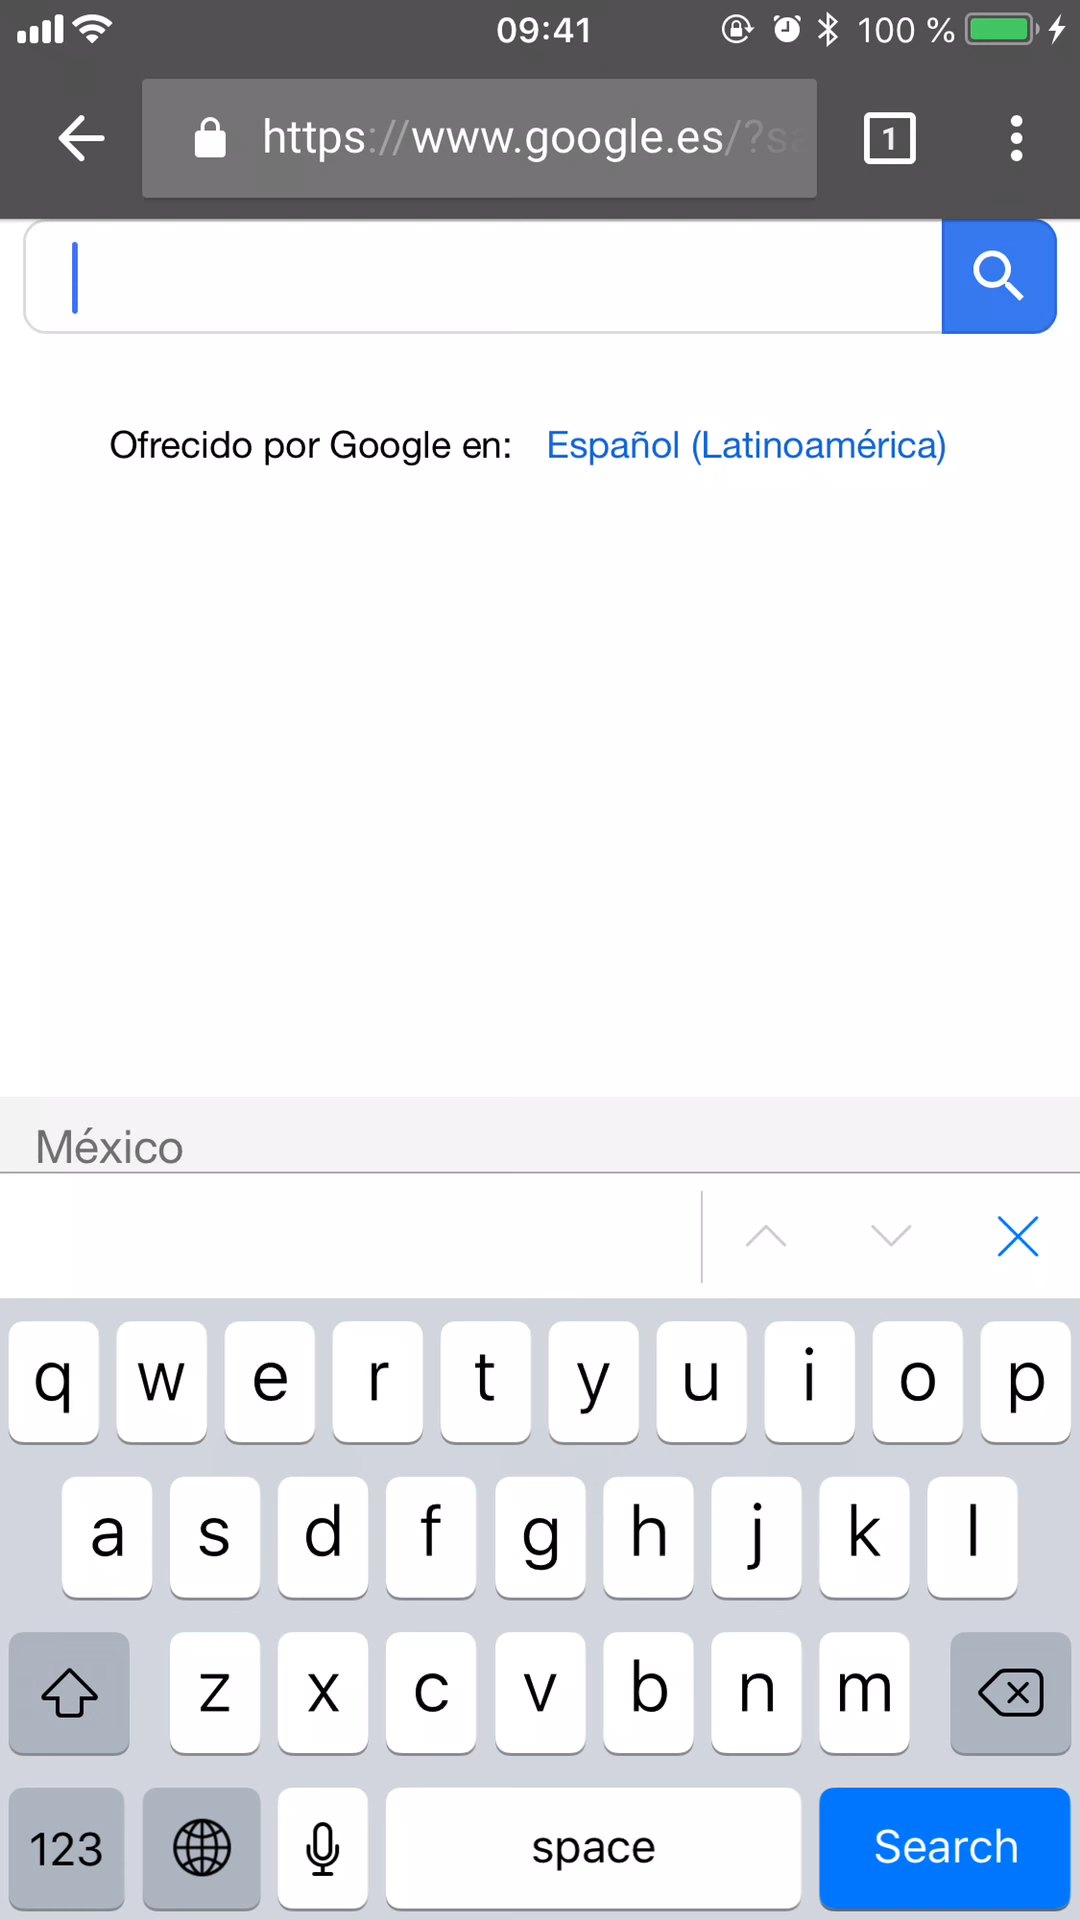 09:41 100 %
https://www.google.es/?sa 1
Ofrecido por Google en: Español (Latinoamérica)
México
q w e r t y u i o p
a s d f g h j k l
z x c v b n m
123 space Search